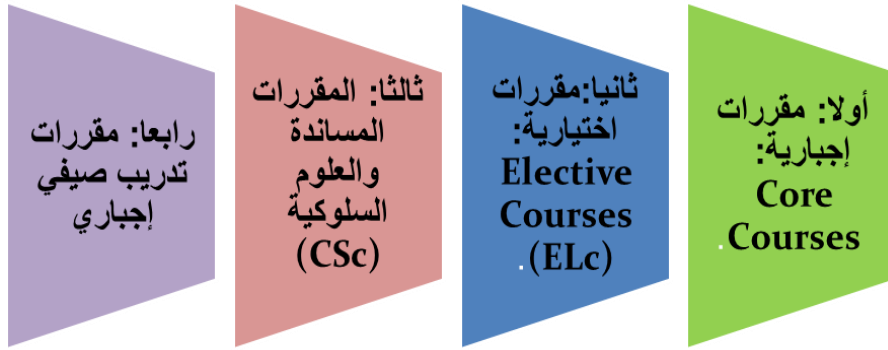 أولا: مقررات
إجبارية:
Core
Courses.
ثانيا:مقررات
اختيارية:
Elective
Courses
(ELc).
ثالثا: المقررات
المساندة
والعلوم
السلوكية
(CSc)
رابعا: مقررات
تدريب صيفي
إجباري